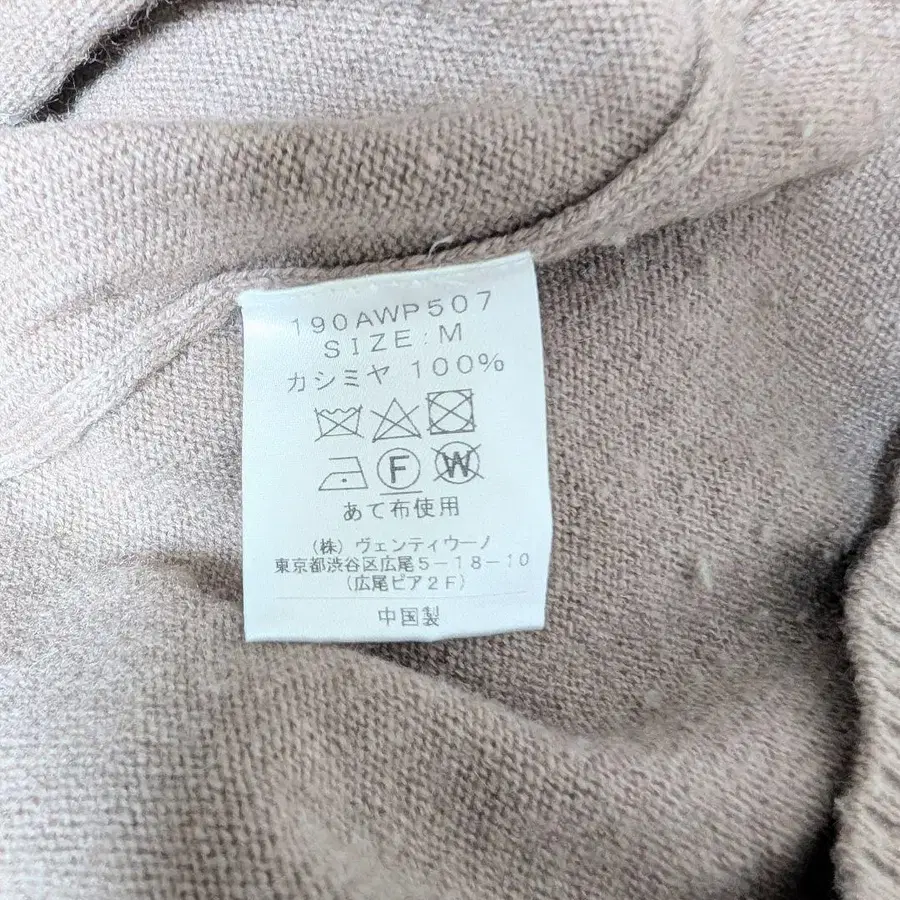 190AWP507
SIZE:M
カシミヤ 100%
F W
あて布使用
(株) ヴェンティウーノ
東京都渋谷区広尾5-18-10
(広尾ピア2F)
中国製